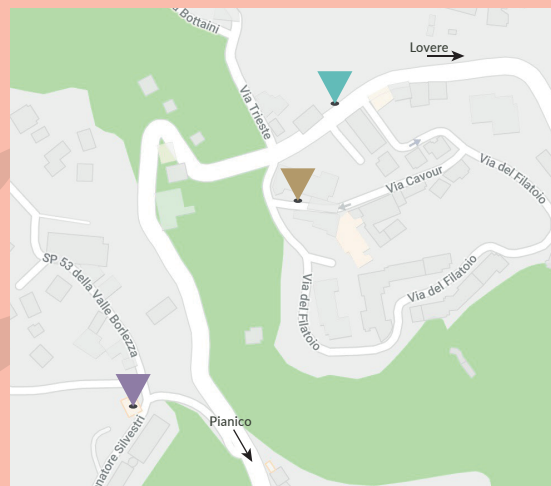 Bottaini
Lovere
Via Trieste
Via del Filatoio
Via Cavour
SP 53 della Valle Borlezza
Via del Filatoio
Via del Filatoio
Pianico
Silvestri